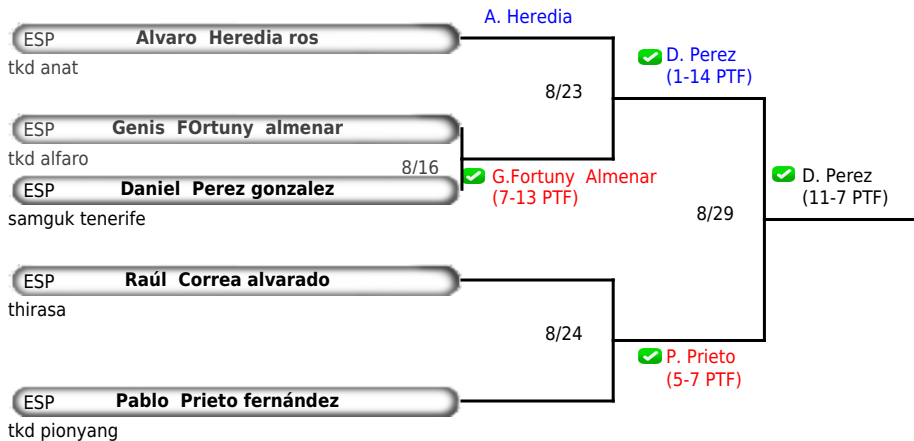 A. Heredia
ESP Alvaro Heredia ros
tkd anat
D. Perez
(1-14 PTF)
8/23
ESP Genis FOrtuny almenar
tkd alfaro
8/16
G.Fortuny Almenar
(7-13 PTF)
ESP Daniel Perez gonzalez
samguk tenerife
D. Perez
(11-7 PTF)
8/29
ESP Raúl Correa alvarado
thirasa
8/24
P. Prieto
(5-7 PTF)
ESP Pablo Prieto fernández
tkd pionyang